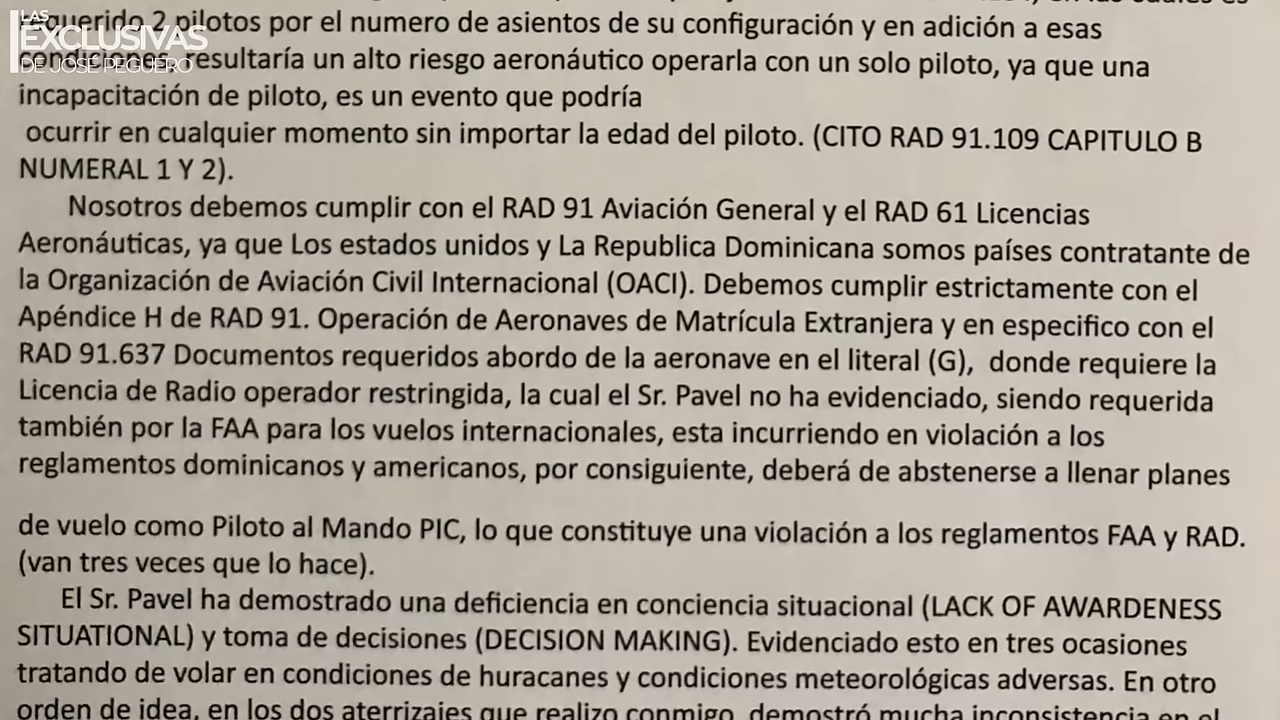 LAS
EXCLUSIVAS
DE JOSE PEGUERO
requerido 2 pilotos por el numero de asientos de su configuración y en adición a esas
condiciones, resultaría un alto riesgo aeronáutico operarla con un solo piloto, ya que una
incapacitación de piloto, es un evento que podría
ocurrir en cualquier momento sin importar la edad del piloto. (CITO RAD 91.109 CAPITULO B
NUMERAL 1 Y 2).
Nosotros debemos cumplir con el RAD 91 Aviación General y el RAD 61 Licencias
Aeronáuticas, ya que Los estados unidos y La Republica Dominicana somos países contratante de
la Organización de Aviación Civil Internacional (OACI). Debemos cumplir estrictamente con el
Apéndice H de RAD 91. Operación de Aeronaves de Matrícula Extranjera y en especifico con el
RAD 91.637 Documentos requeridos abordo de la aeronave en el literal (G), donde requiere la
Licencia de Radio operador restringida, la cual el Sr. Pavel no ha evidenciado, siendo requerida
también por la FAA para los vuelos internacionales, esta incurriendo en violación a los
reglamentos dominicanos y americanos, por consiguiente, deberá de abstenerse a llenar planes
de vuelo como Piloto al Mando PIC, lo que constituye una violación a los reglamentos FAA y RAD.
(van tres veces que lo hace).
El Sr. Pavel ha demostrado una deficiencia en conciencia situacional (LACK OF AWARDENESS
SITUATIONAL) y toma de decisiones (DECISION MAKING). Evidenciado esto en tres ocasiones
tratando de volar en condiciones de huracanes y condiciones meteorológicas adversas. En otro
orden de idea, en los dos aterrizajes que realizo conmigo, demostró mucha inconsistencia en el